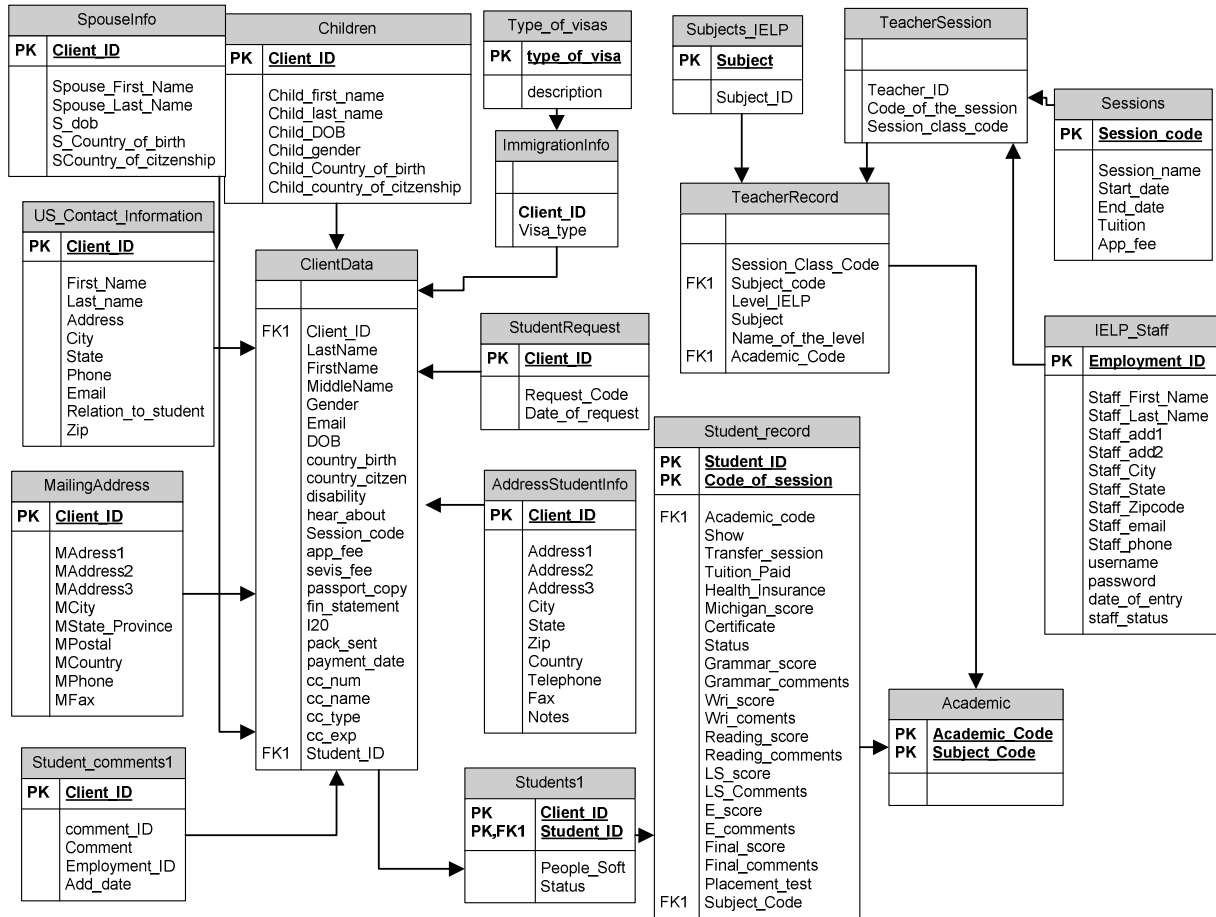 SpouseInfo
PK Client_ID
Spouse_First_Name
Spouse_Last_Name
S_dob
S_Country_of_birth
SCountry_of_citzenship
Children
PK Client_ID
Child_first_name
Child_last_name
Child_DOB
Child_gender
Child_Country_of_birth
Child_country_of_citzenship
Type_of_visas
PK type_of_visa
description
Subjects_IELP
PK Subject
Subject_ID
TeacherSession
Teacher_ID
Code_of_the_session
Session_class_code
Sessions
PK Session_code
Session_name
Start_date
End_date
Tuition
App_fee
ImmigrationInfo
Client_ID
Visa_type
US_Contact_Information
PK Client_ID
First_Name
Last_name
Address
City
State
Phone
Email
Relation_to_student
Zip
ClientData
FK1 Client_ID
LastName
FirstName
MiddleName
Gender
Email
DOB
country_birth
country_citzen
disability
hear_about
Session_code
app_fee
sevis_fee
passport_copy
fin_statement
I20
pack_sent
payment_date
cc_num
cc_name
cc_type
cc_exp
FK1 Student_ID
TeacherRecord
Session_Class_Code
FK1 Subject_code
Level_IELP
Subject
Name_of_the_level
FK1 Academic_Code
StudentRequest
PK Client_ID
Request_Code
Date_of_request
IELP_Staff
PK Employment_ID
Staff_First_Name
Staff_Last_Name
Staff_add1
Staff_add2
Staff_City
Staff_State
Staff_Zipcode
Staff_email
Staff_phone
username
password
date_of_entry
staff_status
MailingAddress
PK Client_ID
MAdress1
MAddress2
MAddress3
MCity
MState_Province
MPostal
MCountry
MPhone
MFax
AddressStudentInfo
PK Client_ID
Address1
Address2
Address3
City
State
Zip
Country
Telephone
Fax
Notes
Student_record
PK Student_ID
PK Code_of_session
FK1 Academic_code
Show
Transfer_session
Tuition_Paid
Health_Insurance
Michigan_score
Certificate
Status
Grammar_score
Grammar_comments
Wri_score
Wri_coments
Reading_score
Reading_comments
LS_score
LS_Comments
E_score
E_comments
Final_score
Final_comments
Placement_test
FK1 Subject_Code
Academic
PK Academic_Code
PK Subject_Code
Student_comments1
PK Client_ID
comment_ID
Comment
Employment_ID
Add_date
Students1
PK Client_ID
PK,FK1 Student_ID
People_Soft
Status